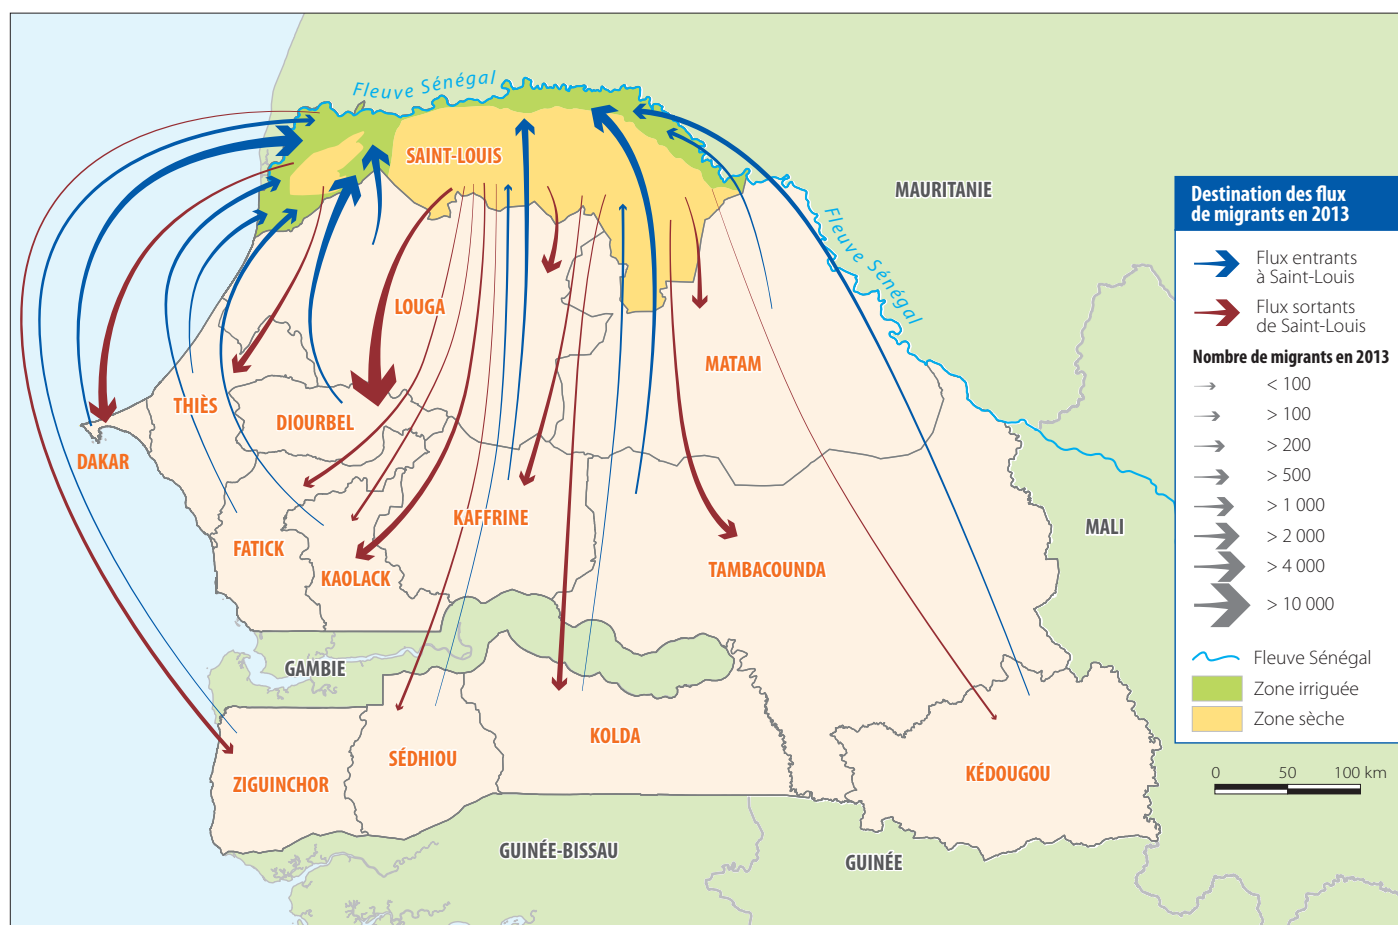 Fleuve Sénégal
SAINT-LOUIS
MAURITANIE
Fleuve Sénégal
LOUGA
MATAM
THIÈS
DIOURBEL
DAKAR
KAFFRINE
MALI
FATICK
KAOLACK
TAMBACOUNDA
GAMBIE
KOLDA
SÉDHIOU
ZIGUINCHOR
KÉDOUGOU
GUINÉE-BISSAU
GUINÉE
Destination des flux
de migrants en 2013
Flux entrants
à Saint-Louis
Flux sortants
de Saint-Louis
Nombre de migrants en 2013
< 100
> 100
> 200
> 500
> 1 000
> 2 000
> 4 000
> 10 000
Fleuve Sénégal
Zone irriguée
Zone sèche
0 50 100 km